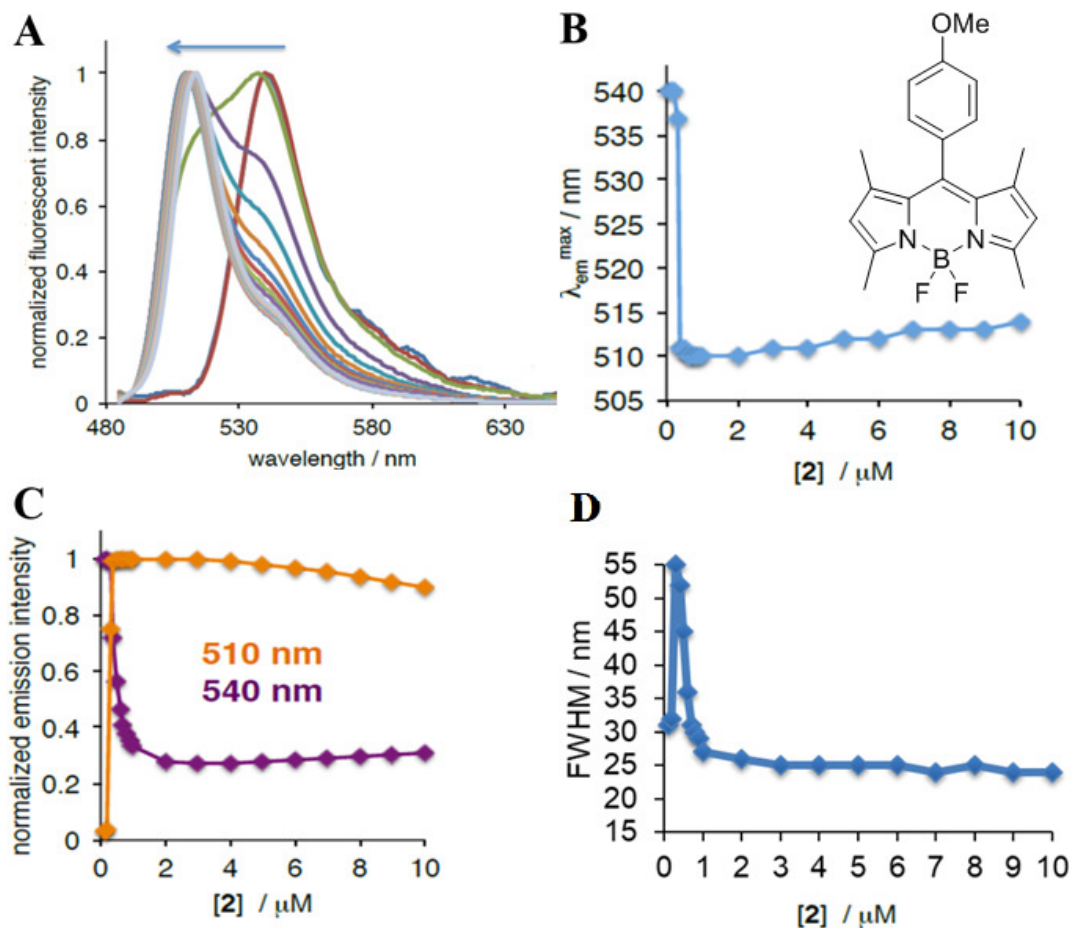 A
normalized fluorescent intensity
1
0.8
0.6
0.4
0.2
0
480
530
580
630
wavelength / nm
B
λem max / nm
540
535
530
525
520
515
510
505
0
2
4
6
8
10
[2] / μM
OMe
N
N
B
F
F
C
normalized emission intensity
1
0.8
0.6
0.4
0.2
0
510 nm
540 nm
0
2
4
6
8
10
[2] / μM
D
FWHM / nm
55
50
45
40
35
30
25
20
15
0
1
2
3
4
5
6
7
8
9
10
[2] / μM